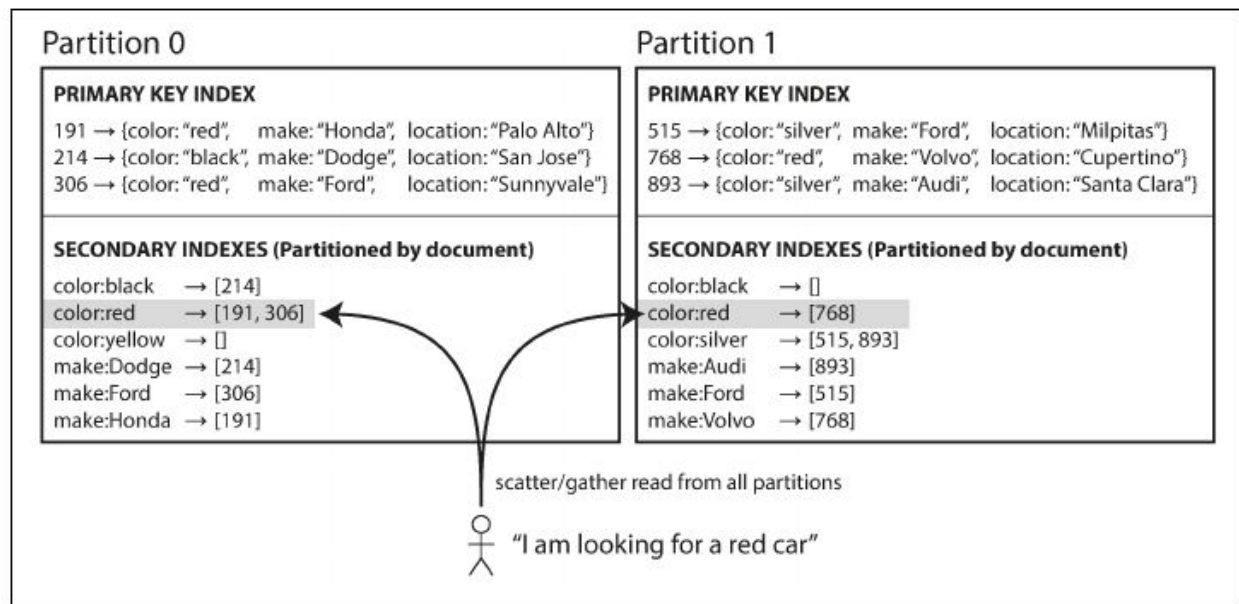 Partition 0
PRIMARY KEY INDEX
191 → {color: “red”, make: “Honda”, location: “Palo Alto”}
214 → {color: “black”, make: “Dodge”, location: “San Jose”}
306 → {color: “red”, make: “Ford”, location: “Sunnyvale”}
SECONDARY INDEXES (Partitioned by document)
color:black → [214]
color:red → [191, 306]
color:yellow → []
make:Dodge → [214]
make:Ford → [306]
make:Honda → [191]
Partition 1
PRIMARY KEY INDEX
515 → {color: “silver”, make: “Ford”, location: “Milpitas”}
768 → {color: “red”, make: “Volvo”, location: “Cupertino”}
893 → {color: “silver”, make: “Audi”, location: “Santa Clara”}
SECONDARY INDEXES (Partitioned by document)
color:black → []
color:red → [768]
color:silver → [515, 893]
make:Audi → [893]
make:Ford → [515]
make:Volvo → [768]
scatter/gather read from all partitions
“I am looking for a red car”